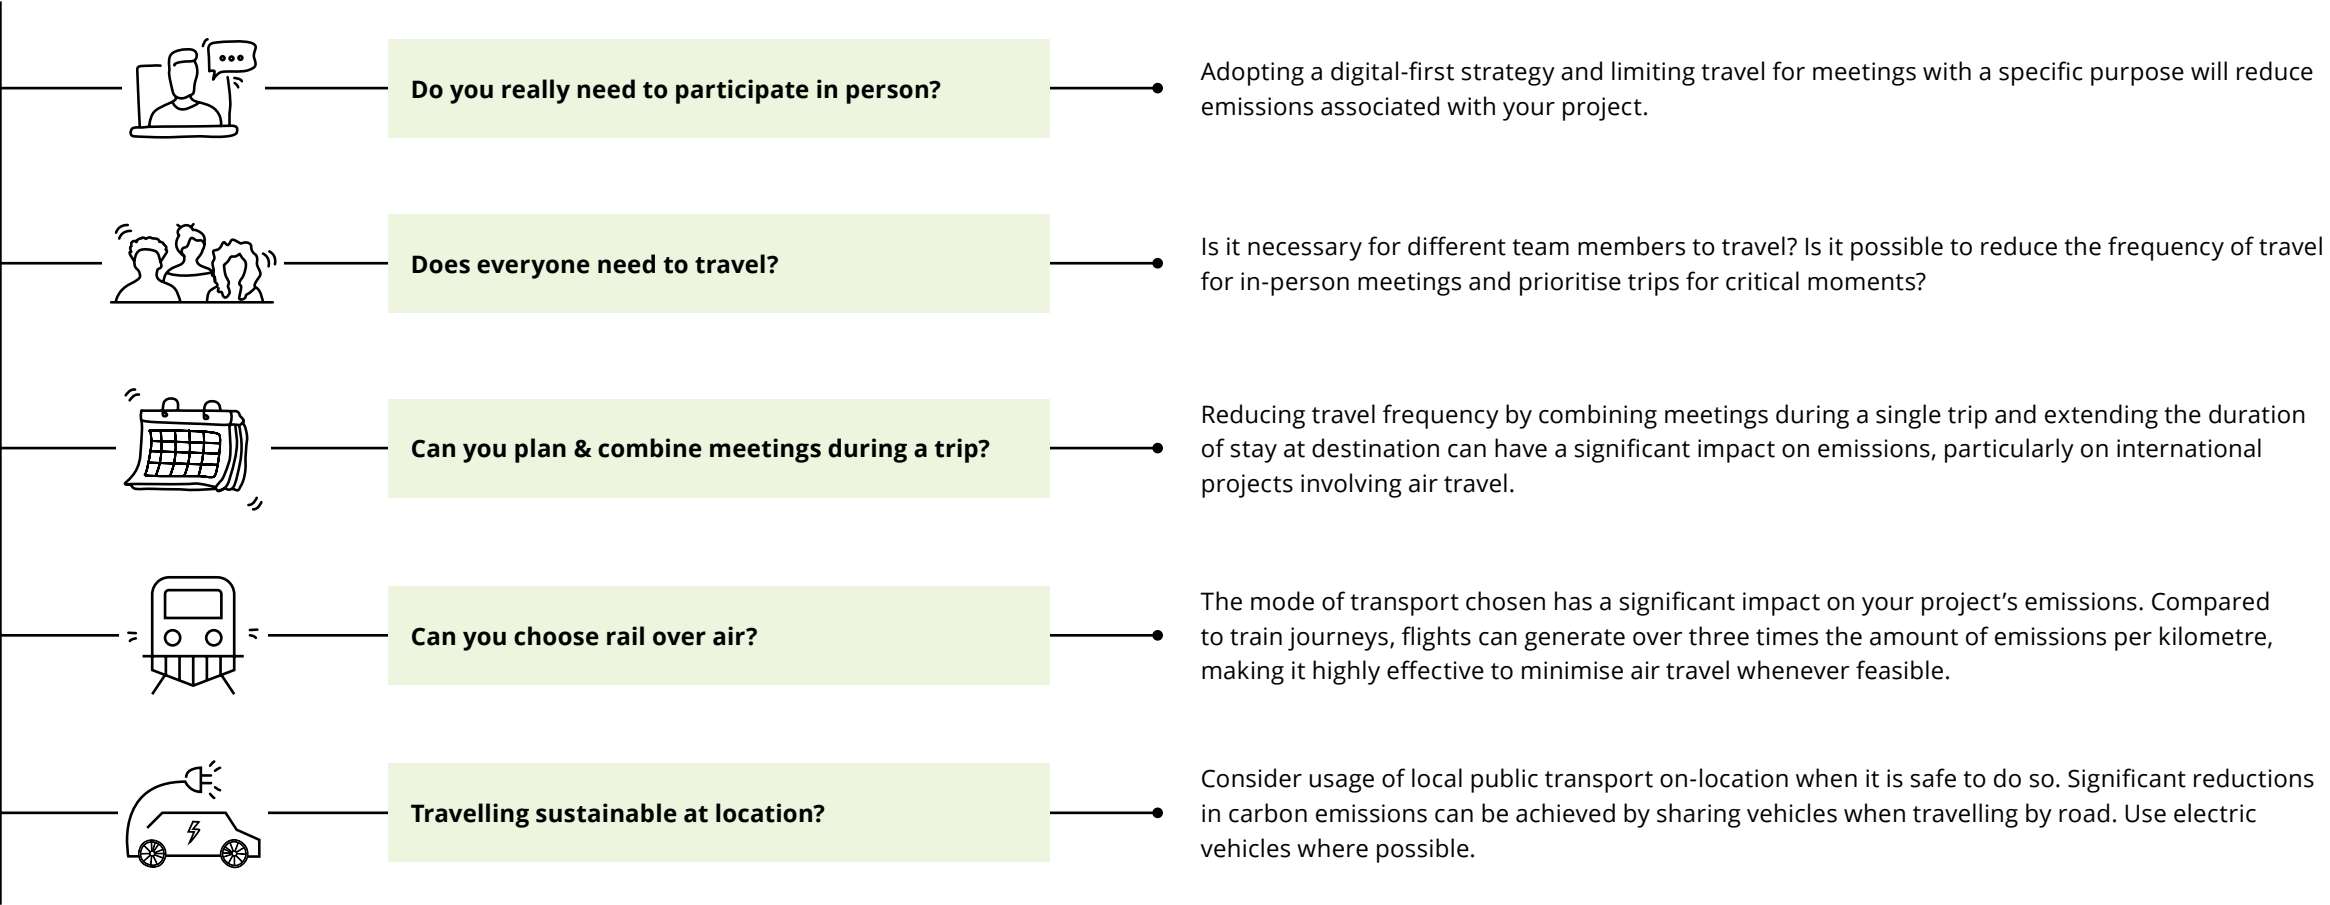 Do you really need to participate in person?
Adopting a digital-first strategy and limiting travel for meetings with a specific purpose will reduce
emissions associated with your project.
Does everyone need to travel?
Is it necessary for different team members to travel? Is it possible to reduce the frequency of travel
for in-person meetings and prioritise trips for critical moments?
Can you plan & combine meetings during a trip?
Reducing travel frequency by combining meetings during a single trip and extending the duration
of stay at destination can have a significant impact on emissions, particularly on international
projects involving air travel.
Can you choose rail over air?
The mode of transport chosen has a significant impact on your project’s emissions. Compared
to train journeys, flights can generate over three times the amount of emissions per kilometre,
making it highly effective to minimise air travel whenever feasible.
Travelling sustainable at location?
Consider usage of local public transport on-location when it is safe to do so. Significant reductions
in carbon emissions can be achieved by sharing vehicles when travelling by road. Use electric
vehicles where possible.